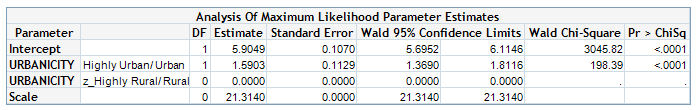 Analysis Of Maximum Likelihood Parameter Estimates
Parameter DF Estimate Standard Error Wald 95% Confidence Limits Wald Chi-Square Pr > ChiSq
Intercept 1 5.9049 0.1070 5.6952 6.1146 3045.82 <.0001
URBANICITY Highly Urban/ Urban 1 1.5903 0.1129 1.3690 1.8116 198.39 <.0001
URBANICITY z_Highly Rural/ Rural 0 0.0000 0.0000 0.0000 0.0000 . .
Scale 0 21.3140 0.0000 21.3140 21.3140